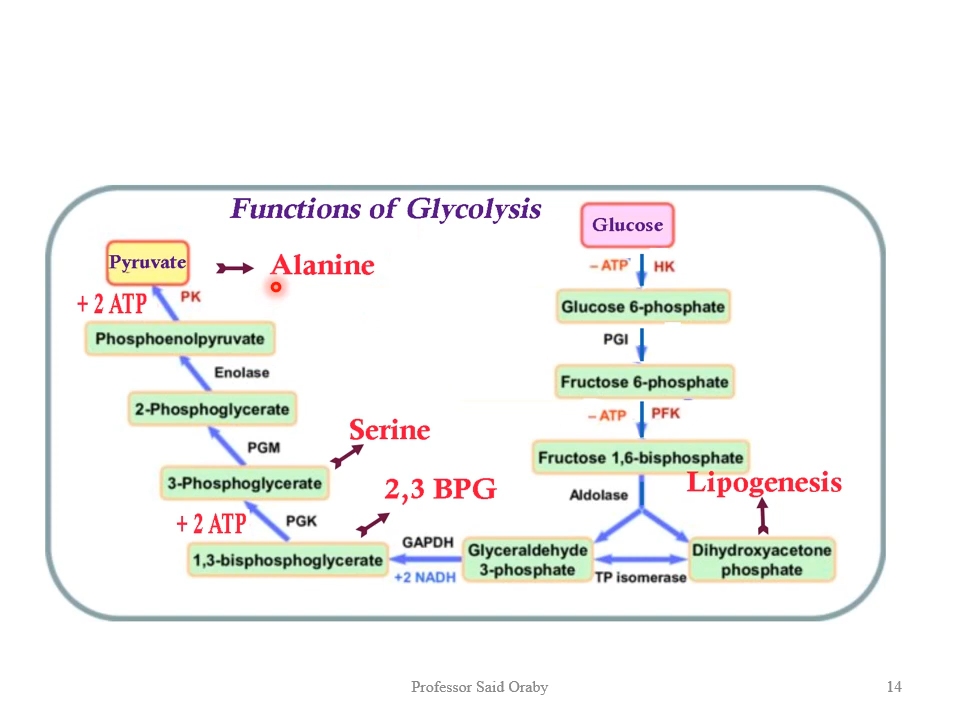 Functions of Glycolysis
Glucose
– ATP HK
Glucose 6-phosphate
PGI
Fructose 6-phosphate
– ATP PFK
Fructose 1,6-bisphosphate
Aldolase
Lipogenesis
Dihydroxyacetone
phosphate
TP isomerase
Glyceraldehyde
3-phosphate
GAPDH
+2 NADH
1,3-bisphosphoglycerate
2,3 BPG
+ 2 ATP PGK
3-Phosphoglycerate
Serine
PGM
2-Phosphoglycerate
Enolase
Phosphoenolpyruvate
+ 2 ATP PK
Pyruvate
Alanine
Professor Said Oraby
14